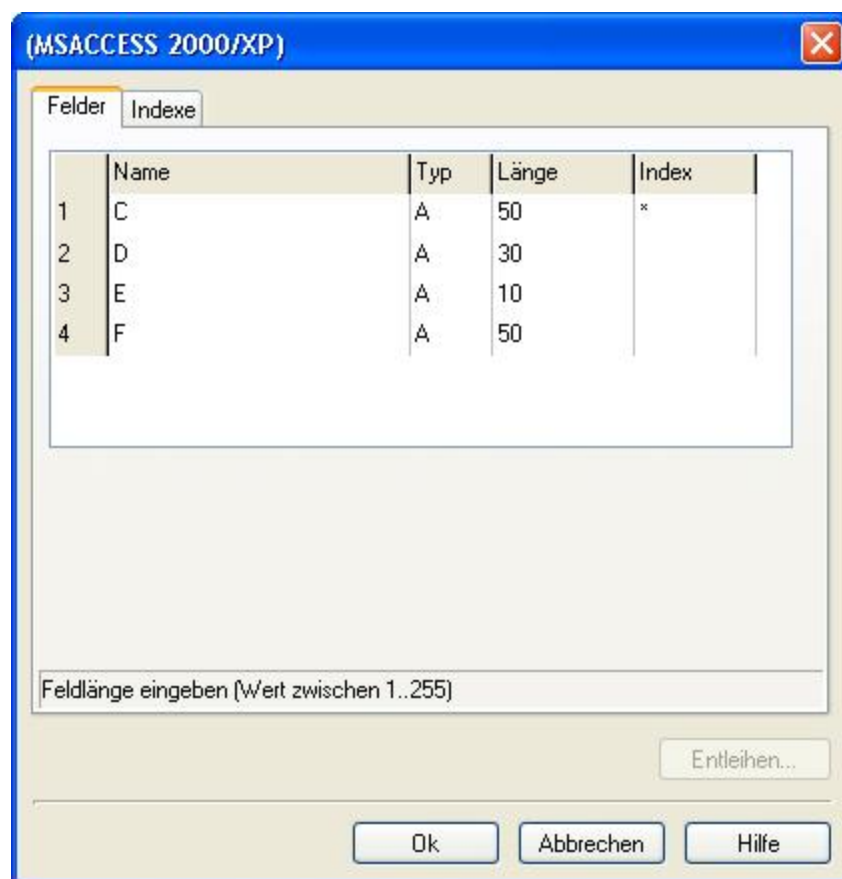 (MSACCESS 2000/XP)
Felder Indexe
Name Typ Länge Index
1 C A 50 *
2 D A 30
3 E A 10
4 F A 50
Feldlänge eingeben (Wert zwischen 1..255)
Entleihen...
Ok Abbrechen Hilfe